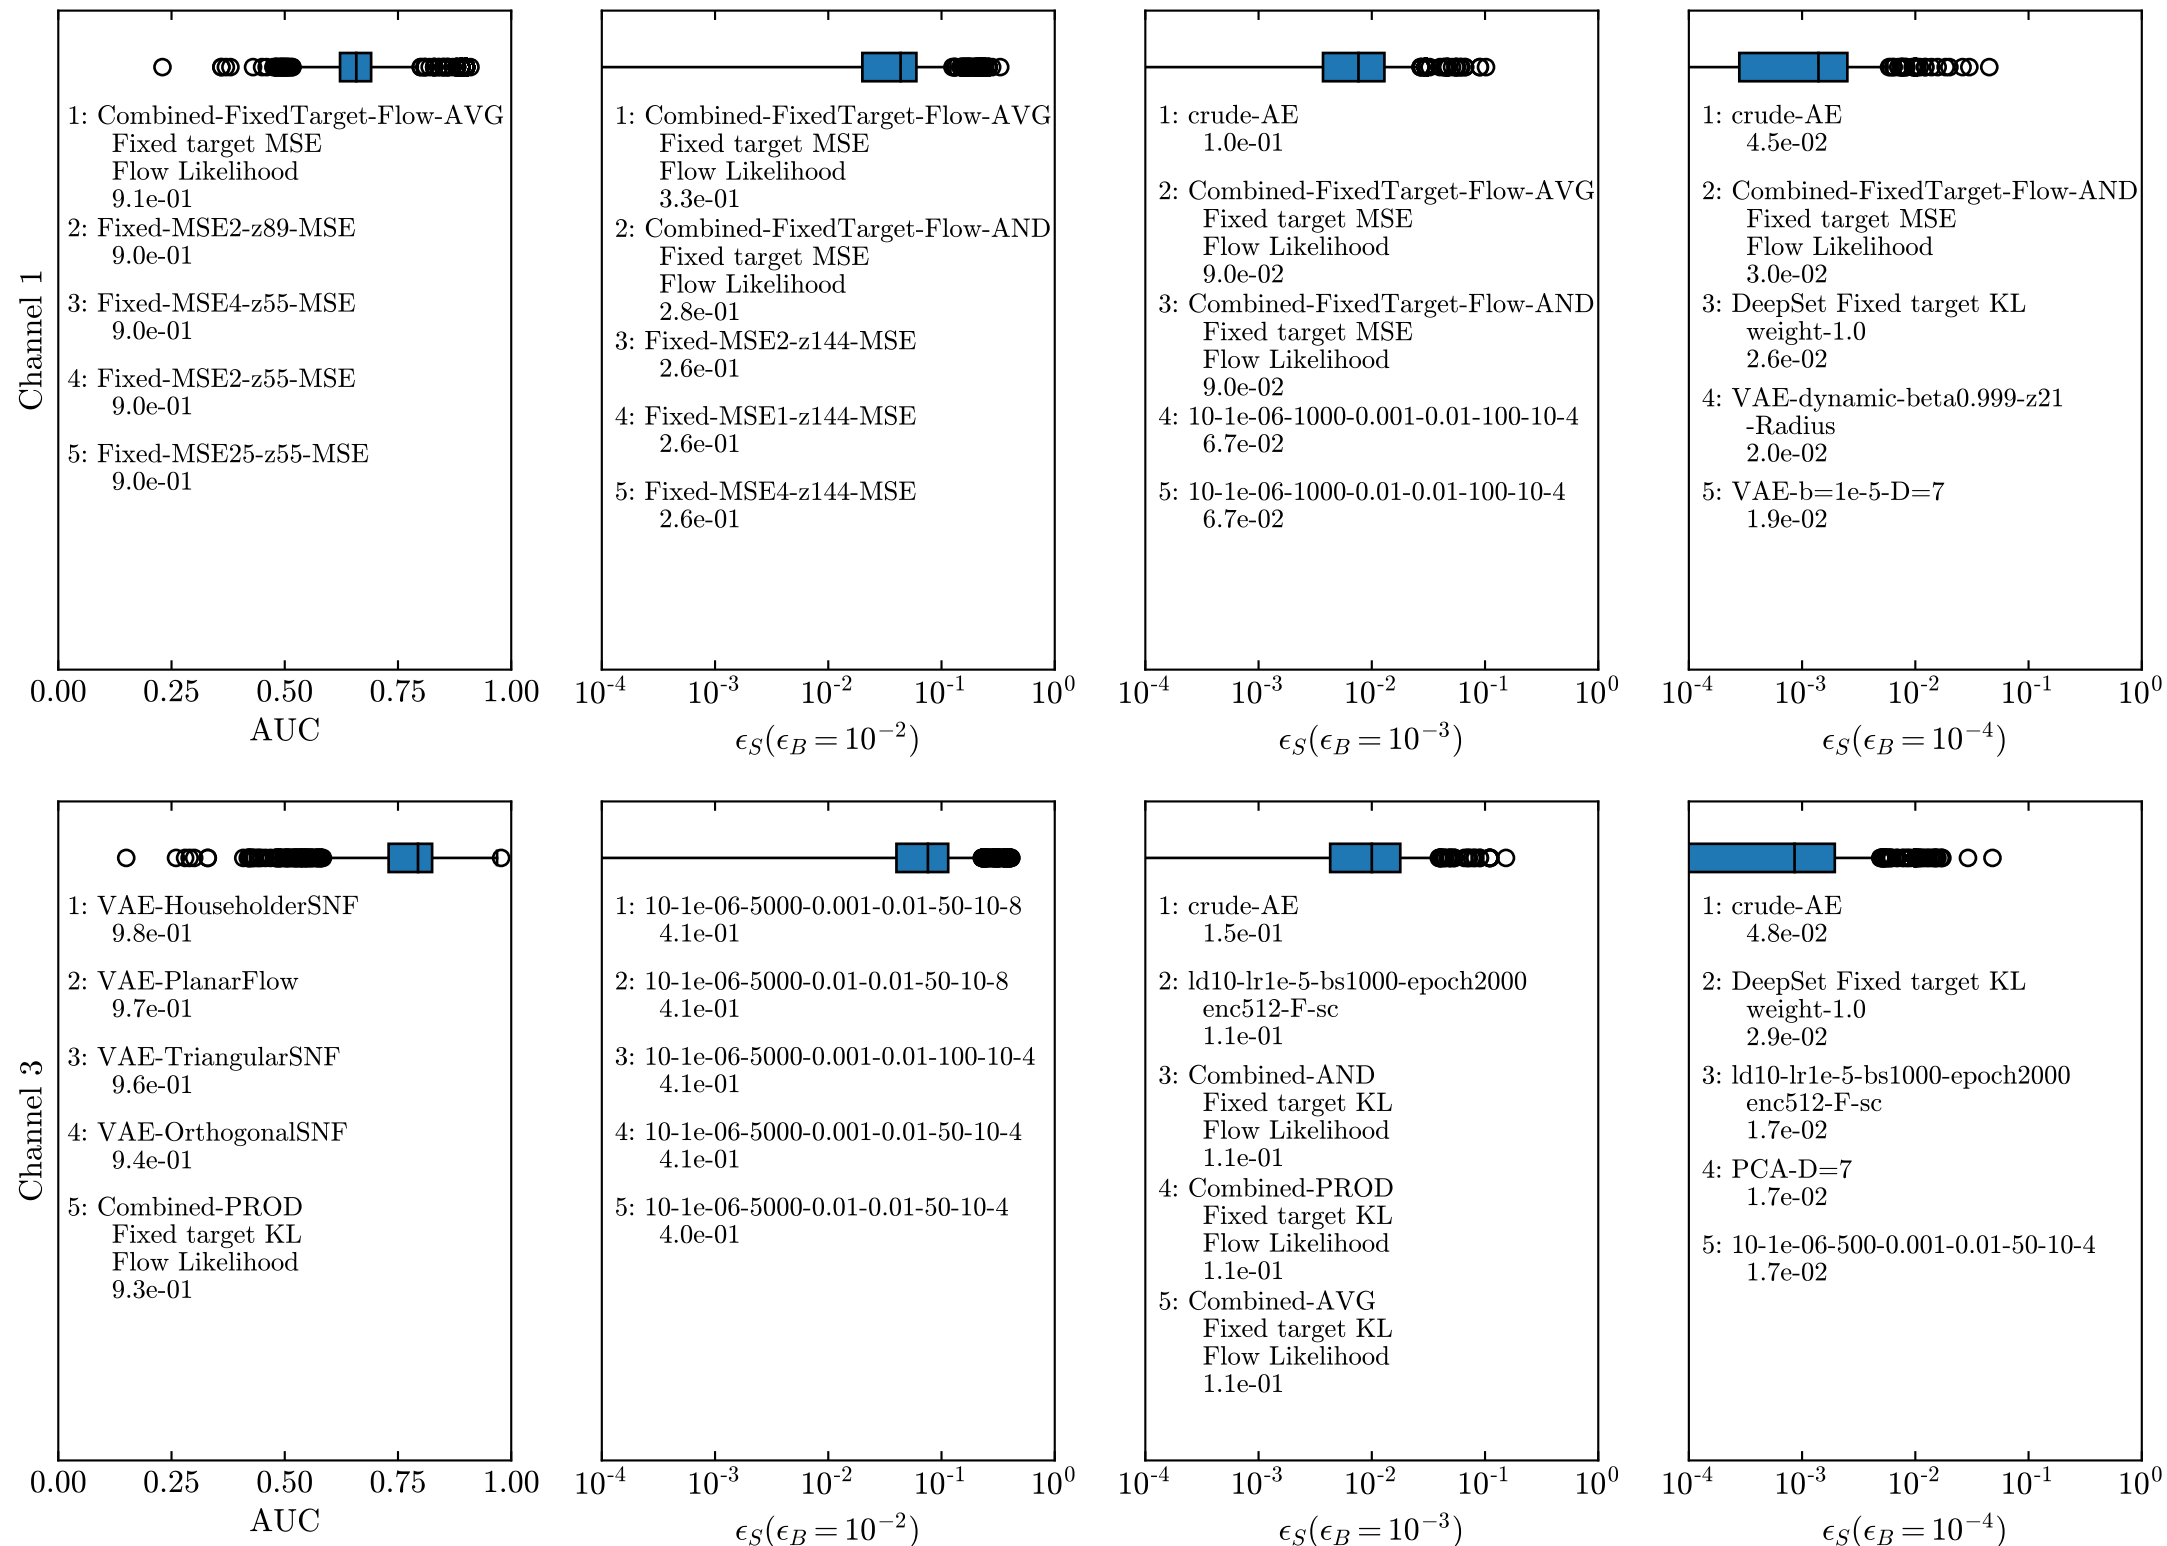 Channel 1
1: Combined-FixedTarget-Flow-AVG
Fixed target MSE
Flow Likelihood
9.1e-01
2: Fixed-MSE2-z89-MSE
9.0e-01
3: Fixed-MSE4-z55-MSE
9.0e-01
4: Fixed-MSE2-z55-MSE
9.0e-01
5: Fixed-MSE25-z55-MSE
9.0e-01
0.00 0.25 0.50 0.75 1.00
AUC
1: Combined-FixedTarget-Flow-AVG
Fixed target MSE
Flow Likelihood
3.3e-01
2: Combined-FixedTarget-Flow-AND
Fixed target MSE
Flow Likelihood
2.8e-01
3: Fixed-MSE2-z144-MSE
2.6e-01
4: Fixed-MSE1-z144-MSE
2.6e-01
5: Fixed-MSE4-z144-MSE
2.6e-01
10⁻⁴ 10⁻³ 10⁻² 10⁻¹ 10⁰
ϵ_S(ϵ_B = 10⁻²)
1: crude-AE
1.0e-01
2: Combined-FixedTarget-Flow-AVG
Fixed target MSE
Flow Likelihood
9.0e-02
3: Combined-FixedTarget-Flow-AND
Fixed target MSE
Flow Likelihood
9.0e-02
4: 10-1e-06-1000-0.001-0.01-100-10-4
6.7e-02
5: 10-1e-06-1000-0.01-0.01-100-10-4
6.7e-02
10⁻⁴ 10⁻³ 10⁻² 10⁻¹ 10⁰
ϵ_S(ϵ_B = 10⁻³)
1: crude-AE
4.5e-02
2: Combined-FixedTarget-Flow-AND
Fixed target MSE
Flow Likelihood
3.0e-02
3: DeepSet Fixed target KL
weight-1.0
2.6e-02
4: VAE-dynamic-beta0.999-z21
-Radius
2.0e-02
5: VAE-b=1e-5-D=7
1.9e-02
10⁻⁴ 10⁻³ 10⁻² 10⁻¹ 10⁰
ϵ_S(ϵ_B = 10⁻⁴)
Channel 3
1: VAE-HouseholderSNF
9.8e-01
2: VAE-PlanarFlow
9.7e-01
3: VAE-TriangularSNF
9.6e-01
4: VAE-OrthogonalSNF
9.4e-01
5: Combined-PROD
Fixed target KL
Flow Likelihood
9.3e-01
0.00 0.25 0.50 0.75 1.00
AUC
1: 10-1e-06-5000-0.001-0.01-50-10-8
4.1e-01
2: 10-1e-06-5000-0.01-0.01-50-10-8
4.1e-01
3: 10-1e-06-5000-0.001-0.01-100-10-4
4.1e-01
4: 10-1e-06-5000-0.001-0.01-50-10-4
4.1e-01
5: 10-1e-06-5000-0.01-0.01-50-10-4
4.0e-01
10⁻⁴ 10⁻³ 10⁻² 10⁻¹ 10⁰
ϵ_S(ϵ_B = 10⁻²)
1: crude-AE
1.5e-01
2: ld10-lr1e-5-bs1000-epoch2000
enc512-F-sc
1.1e-01
3: Combined-AND
Fixed target KL
Flow Likelihood
1.1e-01
4: Combined-PROD
Fixed target KL
Flow Likelihood
1.1e-01
5: Combined-AVG
Fixed target KL
Flow Likelihood
1.1e-01
10⁻⁴ 10⁻³ 10⁻² 10⁻¹ 10⁰
ϵ_S(ϵ_B = 10⁻³)
1: crude-AE
4.8e-02
2: DeepSet Fixed target KL
weight-1.0
2.9e-02
3: ld10-lr1e-5-bs1000-epoch2000
enc512-F-sc
1.7e-02
4: PCA-D=7
1.7e-02
5: 10-1e-06-500-0.001-0.01-50-10-4
1.7e-02
10⁻⁴ 10⁻³ 10⁻² 10⁻¹ 10⁰
ϵ_S(ϵ_B = 10⁻⁴)